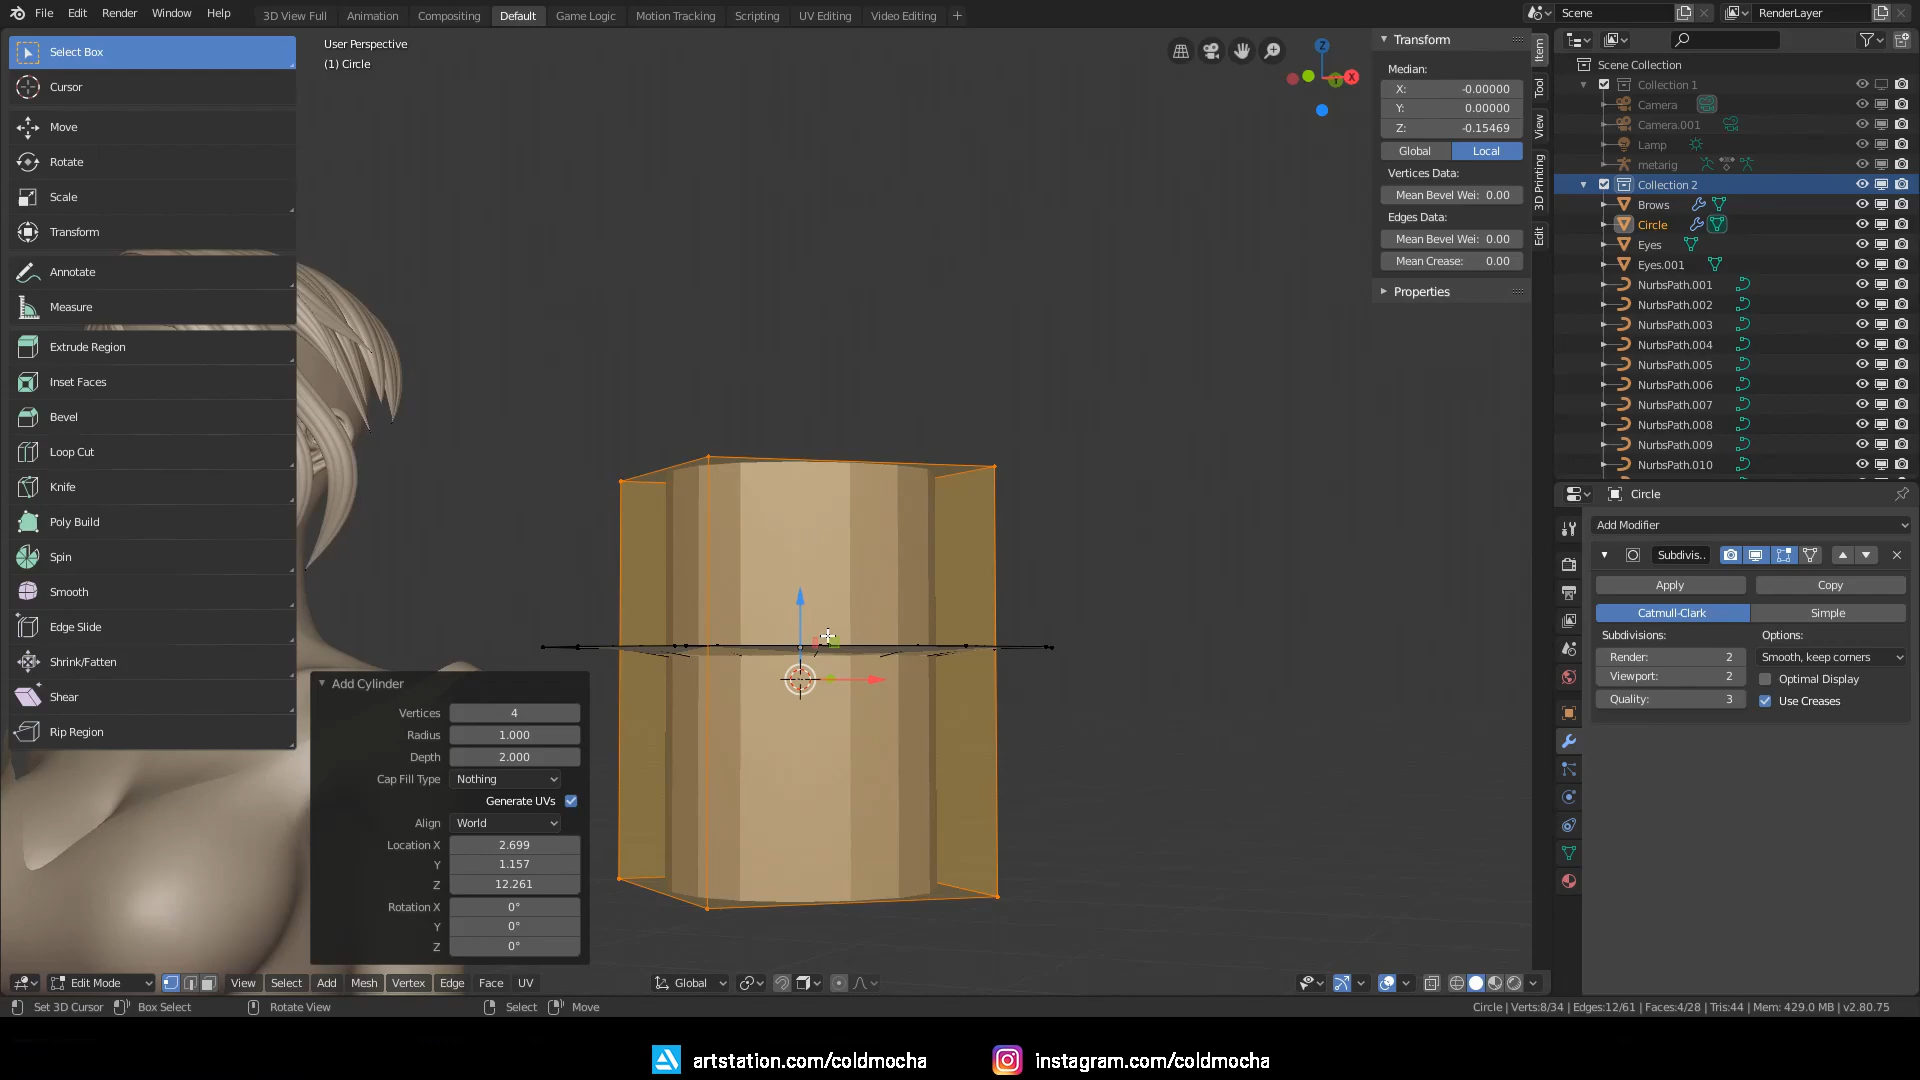 File Edit Render Window Help 3D View Full Animation Compositing Default Game Logic Motion Tracking Scripting UV Editing Video Editing + Scene RenderLayer
Select Box
Cursor
Move
Rotate
Scale
Transform
Annotate
Measure
Extrude Region
Inset Faces
Bevel
Loop Cut
Knife
Poly Build
Spin
Smooth
Edge Slide
Shrink/Fatten
Shear
Rip Region
User Perspective
(1) Circle
Z
X
Add Cylinder
Vertices 4
Radius 1.000
Depth 2.000
Cap Fill Type Nothing
Generate UVs
Align World
Location X 2.699
Y 1.157
Z 12.261
Rotation X 0°
Y 0°
Z 0°
Transform
Median:
X: -0.00000
Y: 0.00000
Z: -0.15469
Global Local
Vertices Data:
Mean Bevel Wei: 0.00
Edges Data:
Mean Bevel Wei: 0.00
Mean Crease: 0.00
Properties
Item
Tool
View
3D Printing
Edit
Scene Collection
Collection 1
Camera
Camera.001
Lamp
metarig
Collection 2
Brows
Circle
Eyes
Eyes.001
NurbsPath.001
NurbsPath.002
NurbsPath.003
NurbsPath.004
NurbsPath.005
NurbsPath.006
NurbsPath.007
NurbsPath.008
NurbsPath.009
NurbsPath.010
Circle
Add Modifier
Subdivis..
Apply Copy
Catmull-Clark Simple
Subdivisions: Options:
Render: 2 Smooth, keep corners
Viewport: 2 Optimal Display
Quality: 3 Use Creases
Edit Mode View Select Add Mesh Vertex Edge Face UV Global
Set 3D Cursor Box Select Rotate View Select Move Circle | Verts:8/34 | Edges:12/61 | Faces:4/28 | Tris:44 | Mem: 429.0 MB | v2.80.75
artstation.com/coldmocha instagram.com/coldmocha